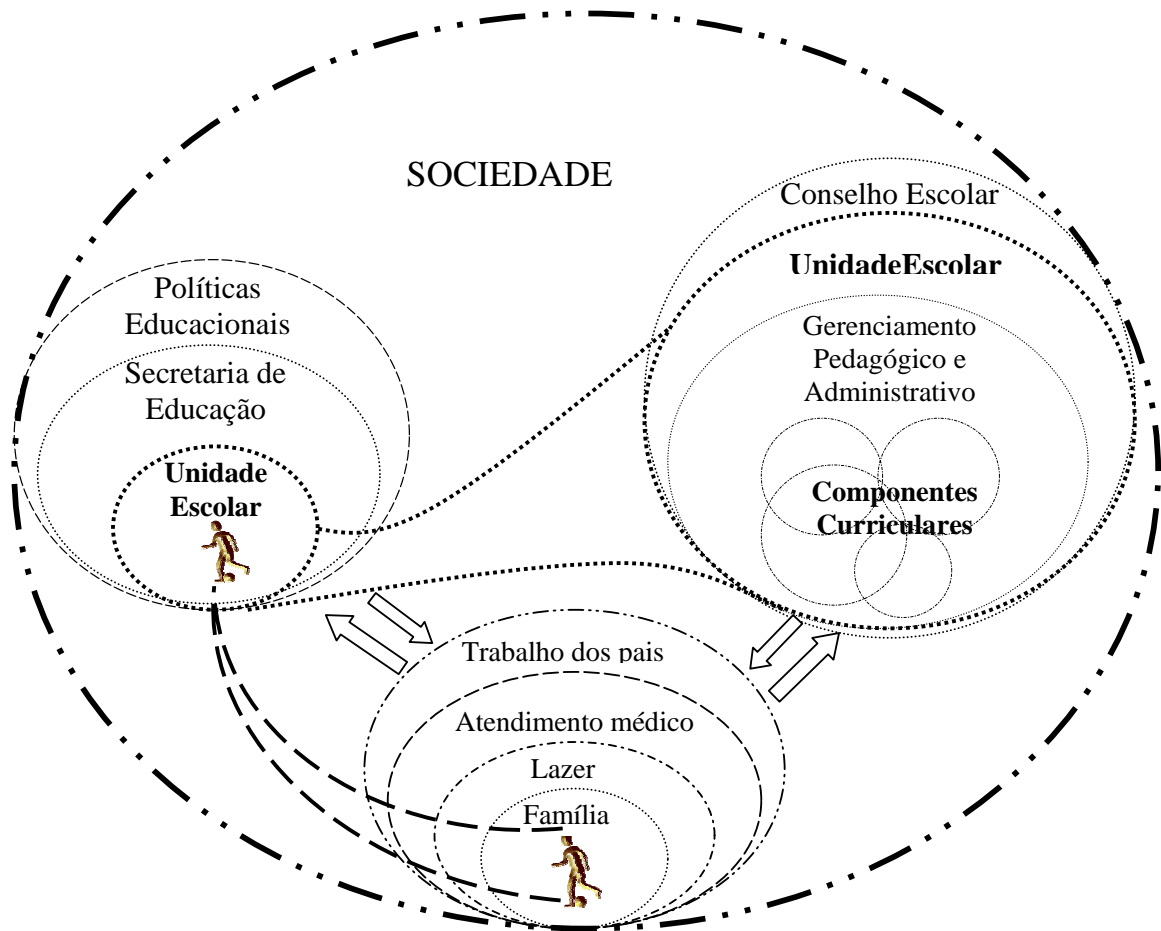 SOCIEDADE
Conselho Escolar
UnidadeEscolar
Gerenciamento
Pedagógico e
Administrativo
Componentes
Curriculares
Políticas
Educacionais
Secretaria de
Educação
Unidade
Escolar
Trabalho dos pais
Atendimento médico
Lazer
Família